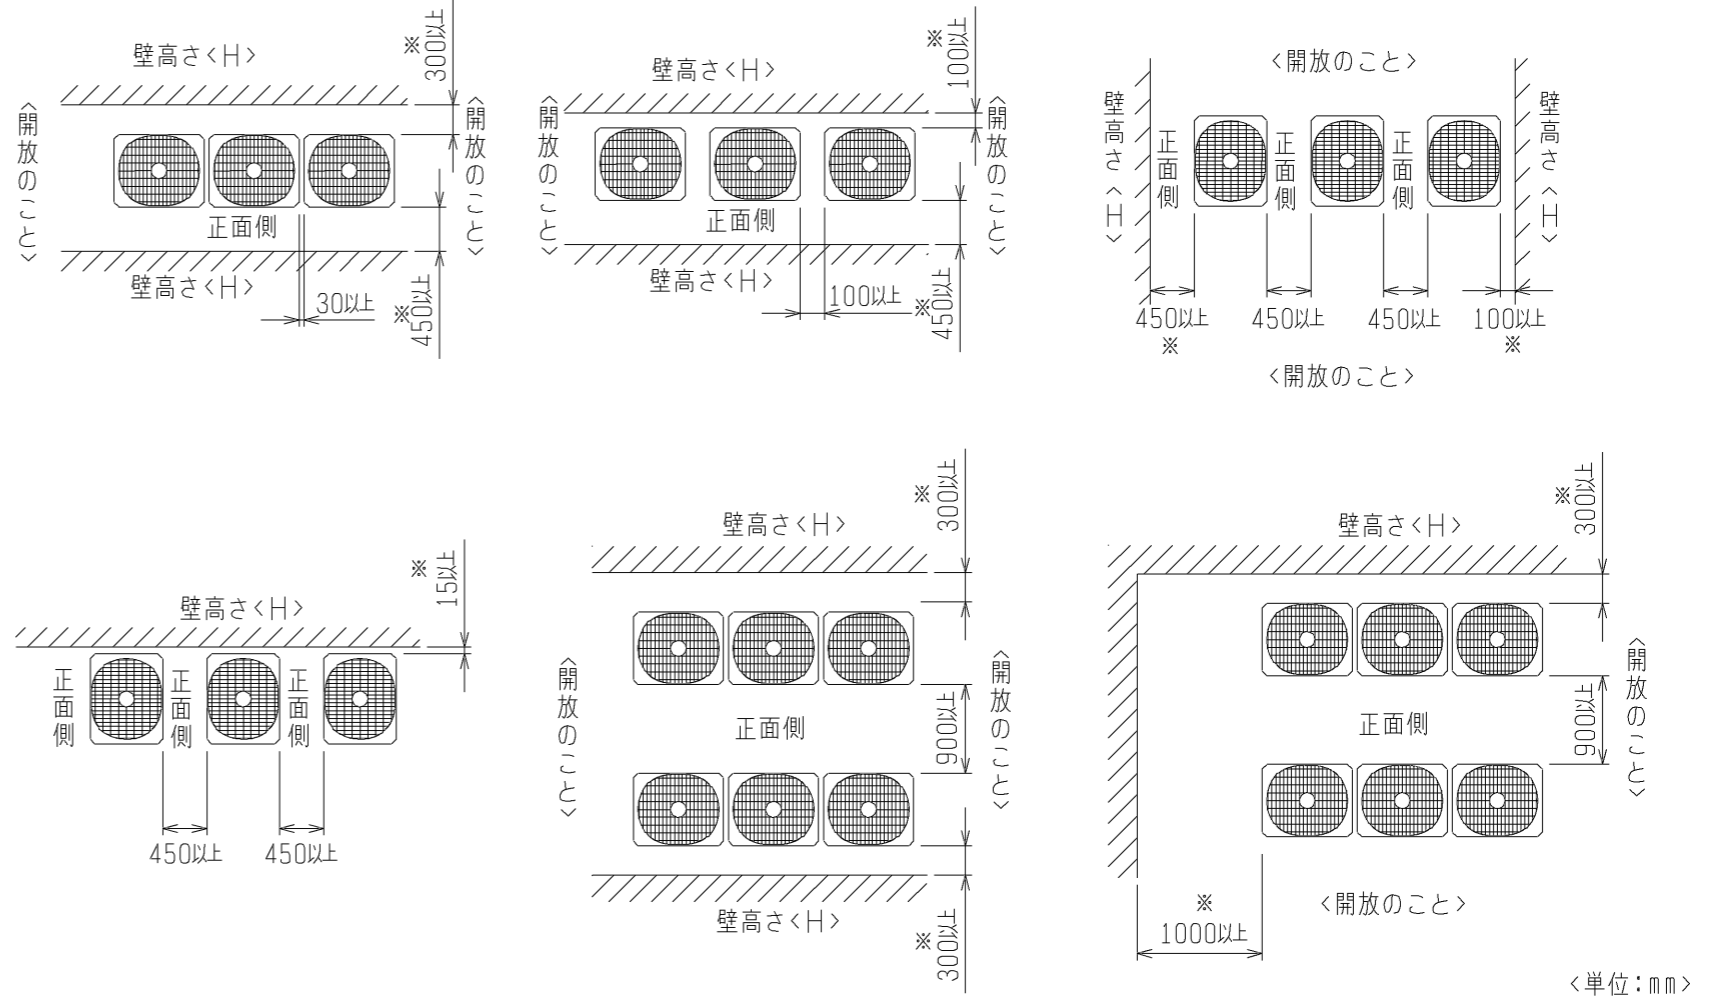 壁高さ<H>
※
300以上
<開放のこと>
<開放のこと>
正面側
壁高さ<H>
30以上
※
450以上
壁高さ<H>
※
100以上
<開放のこと>
<開放のこと>
正面側
壁高さ<H>
100以上
※
450以上
<開放のこと>
壁高さ<H>
正面側
正面側
正面側
壁高さ<H>
450以上
※
450以上
450以上
100以上
※
<開放のこと>
※
15以上
壁高さ<H>
正面側
正面側
正面側
450以上
450以上
※
300以上
壁高さ<H>
<開放のこと>
<開放のこと>
正面側
900以上
壁高さ<H>
※
300以上
※
300以上
壁高さ<H>
<開放のこと>
正面側
900以上
<開放のこと>
※
1000以上
<単位:mm>